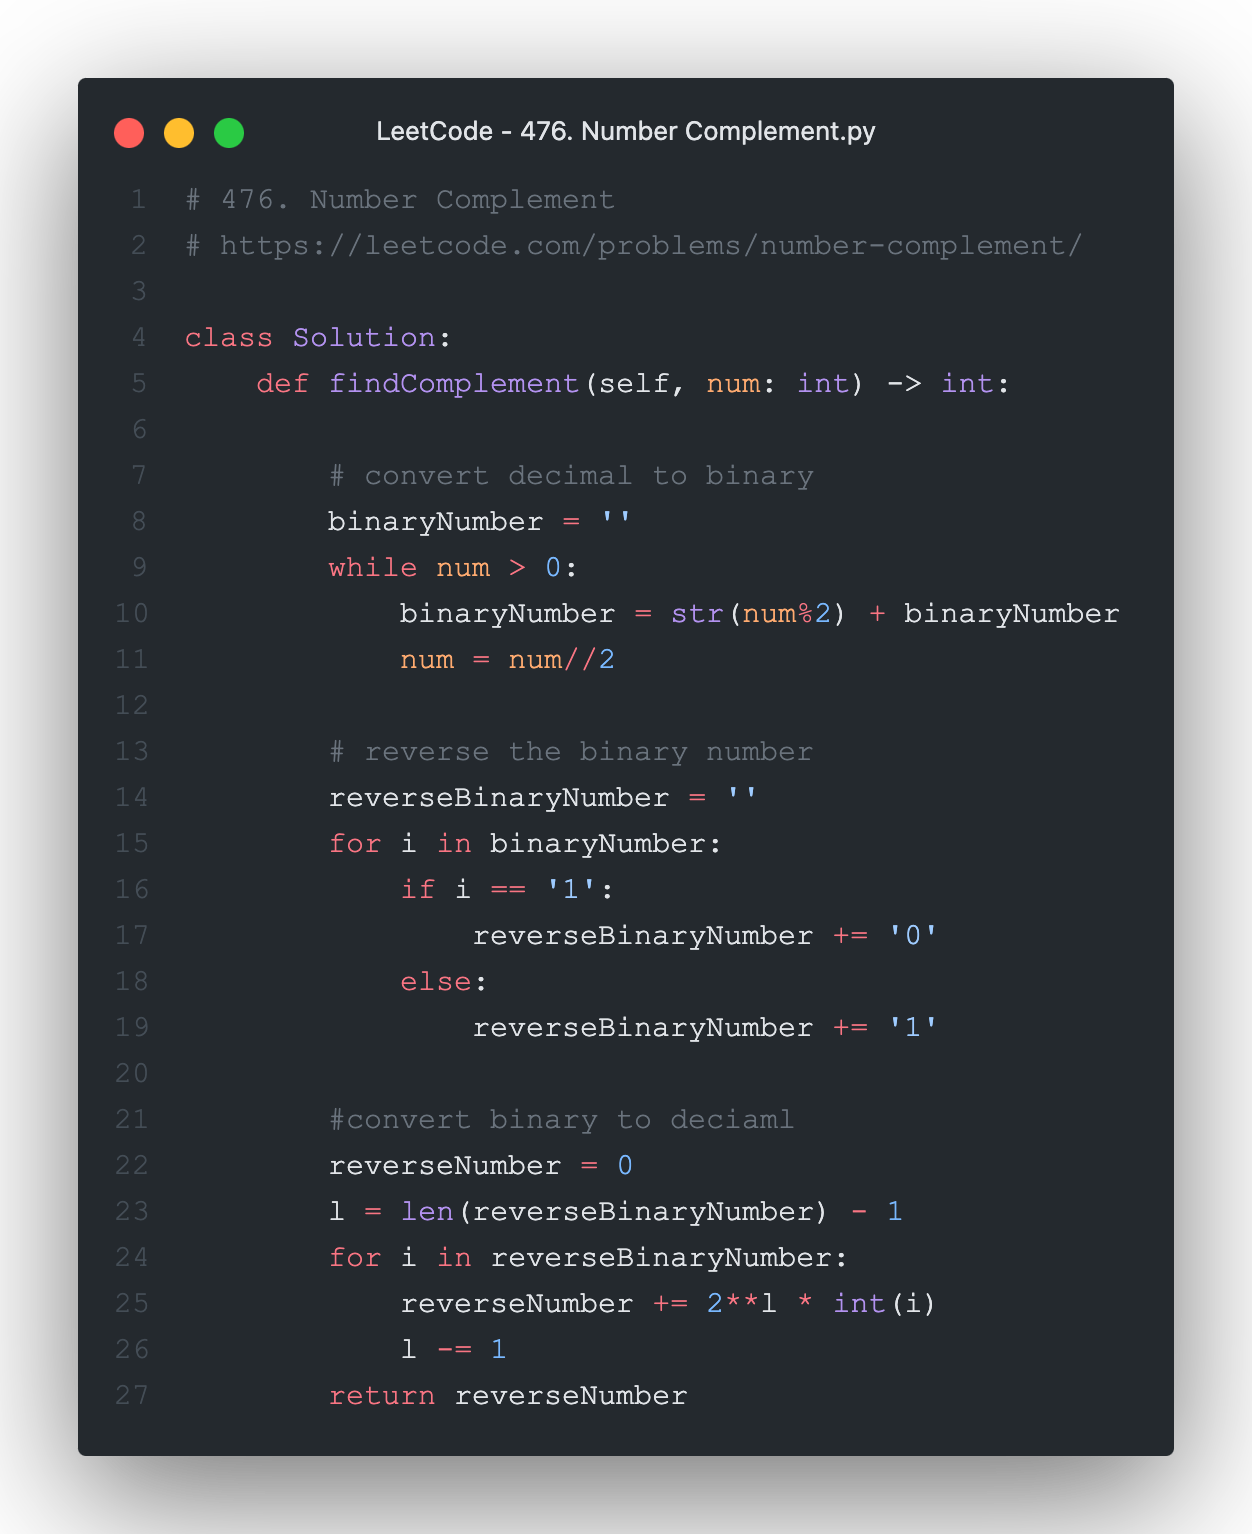 LeetCode - 476. Number Complement.py
1 # 476. Number Complement
2 # https://leetcode.com/problems/number-complement/
3
4 class Solution:
5     def findComplement(self, num: int) -> int:
6
7         # convert decimal to binary
8         binaryNumber = ''
9         while num > 0:
10             binaryNumber = str(num%2) + binaryNumber
11             num = num//2
12
13         # reverse the binary number
14         reverseBinaryNumber = ''
15         for i in binaryNumber:
16             if i == '1':
17                 reverseBinaryNumber += '0'
18             else:
19                 reverseBinaryNumber += '1'
20
21         #convert binary to deciaml
22         reverseNumber = 0
23         l = len(reverseBinaryNumber) - 1
24         for i in reverseBinaryNumber:
25             reverseNumber += 2**l * int(i)
26             l -= 1
27         return reverseNumber